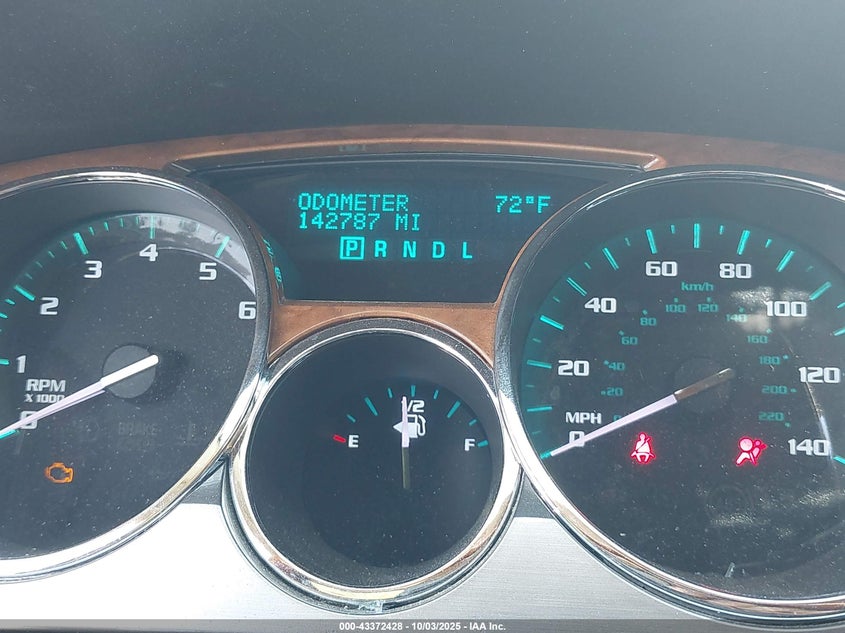 ODOMETER 72°F
142787 MI
P R N D L
0 1 2 3 4 5 6
RPM
X 1000
E 1/2 F
0 20 40 60 80 100 120 140
MPH
km/h
20 40 60 80 100 120 140 160 180 200 220
BRAKE
000-43372428 - 10/03/2025 - IAA Inc.